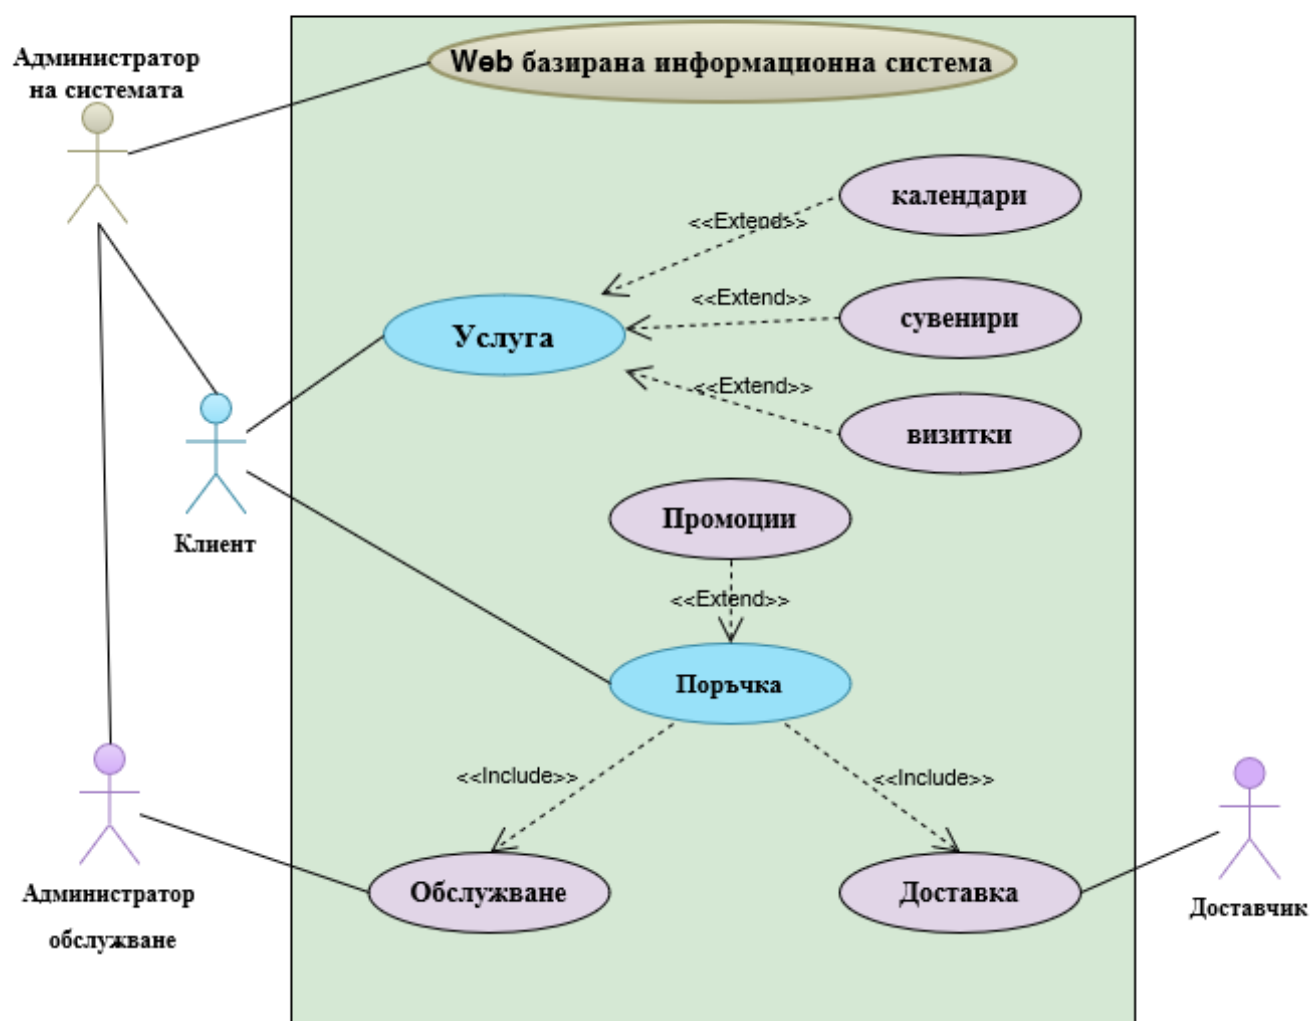 Администратор
на системата
Web базирана информационна система
календари
<<Extend>>
<<Extend>>
сувенири
Услуга
<<Extend>>
визитки
Клиент
Промоции
<<Extend>>
Поръчка
<<Include>>
<<Include>>
Администратор
обслужване
Обслужване
Доставка
Доставчик